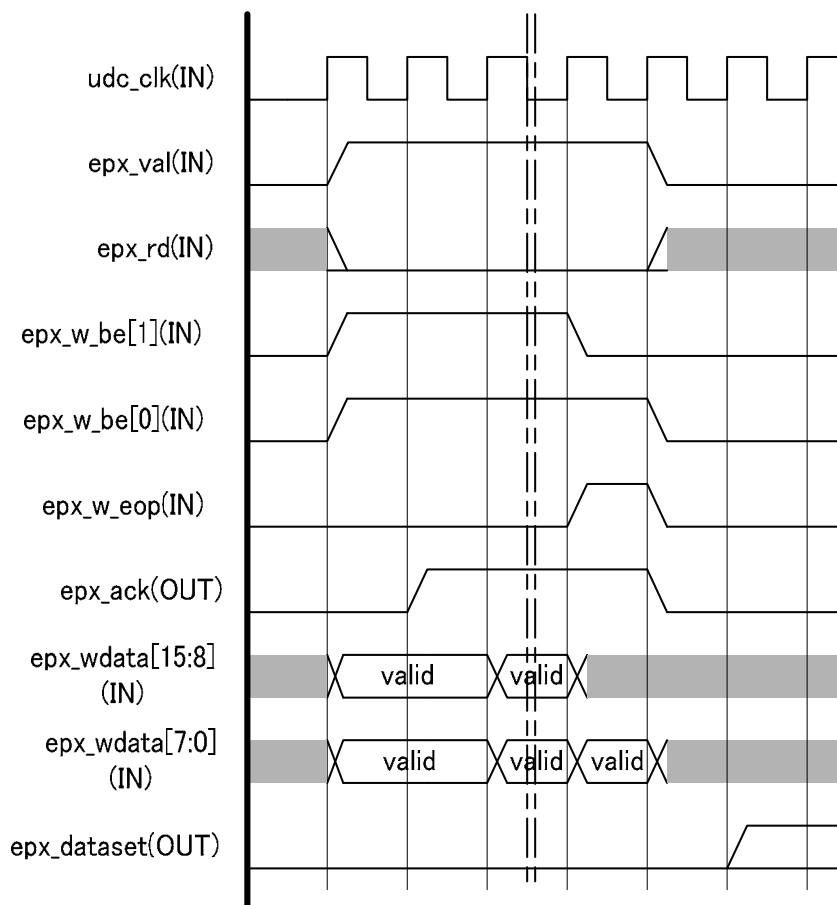 udc_clk(IN)
epx_val(IN)
epx_rd(IN)
epx_w_be[1](IN)
epx_w_be[0](IN)
epx_w_eop(IN)
epx_ack(OUT)
epx_wdata[15:8]
(IN)
valid
valid
epx_wdata[7:0]
(IN)
valid
valid
valid
epx_dataset(OUT)